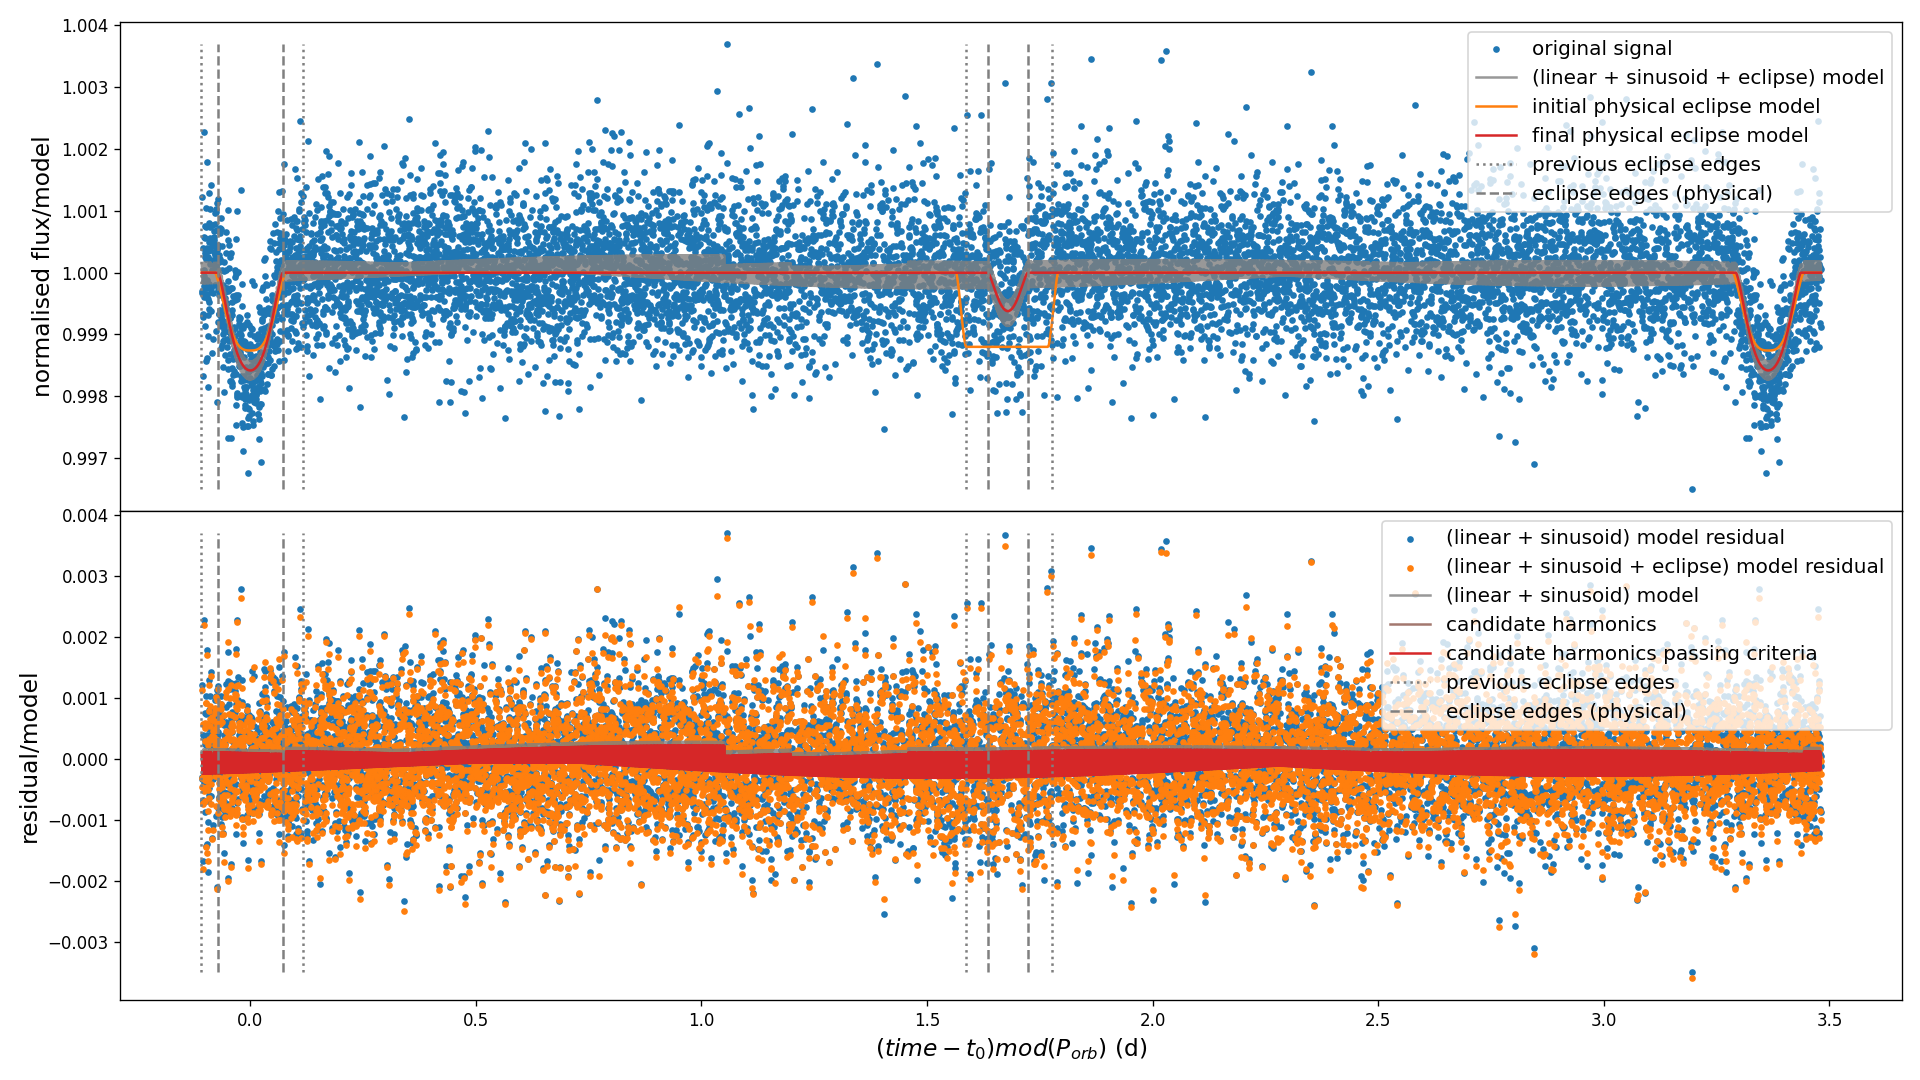 1.004
1.003
1.002
1.001
1.000
0.999
0.998
0.997
normalised flux/model
original signal
(linear + sinusoid + eclipse) model
initial physical eclipse model
final physical eclipse model
previous eclipse edges
eclipse edges (physical)
0.004
0.003
0.002
0.001
0.000
−0.001
−0.002
−0.003
residual/model
(linear + sinusoid) model residual
(linear + sinusoid + eclipse) model residual
(linear + sinusoid) model
candidate harmonics
candidate harmonics passing criteria
previous eclipse edges
eclipse edges (physical)
0.0 0.5 1.0 1.5 2.0 2.5 3.0 3.5
(time − t0)mod(Porb) (d)